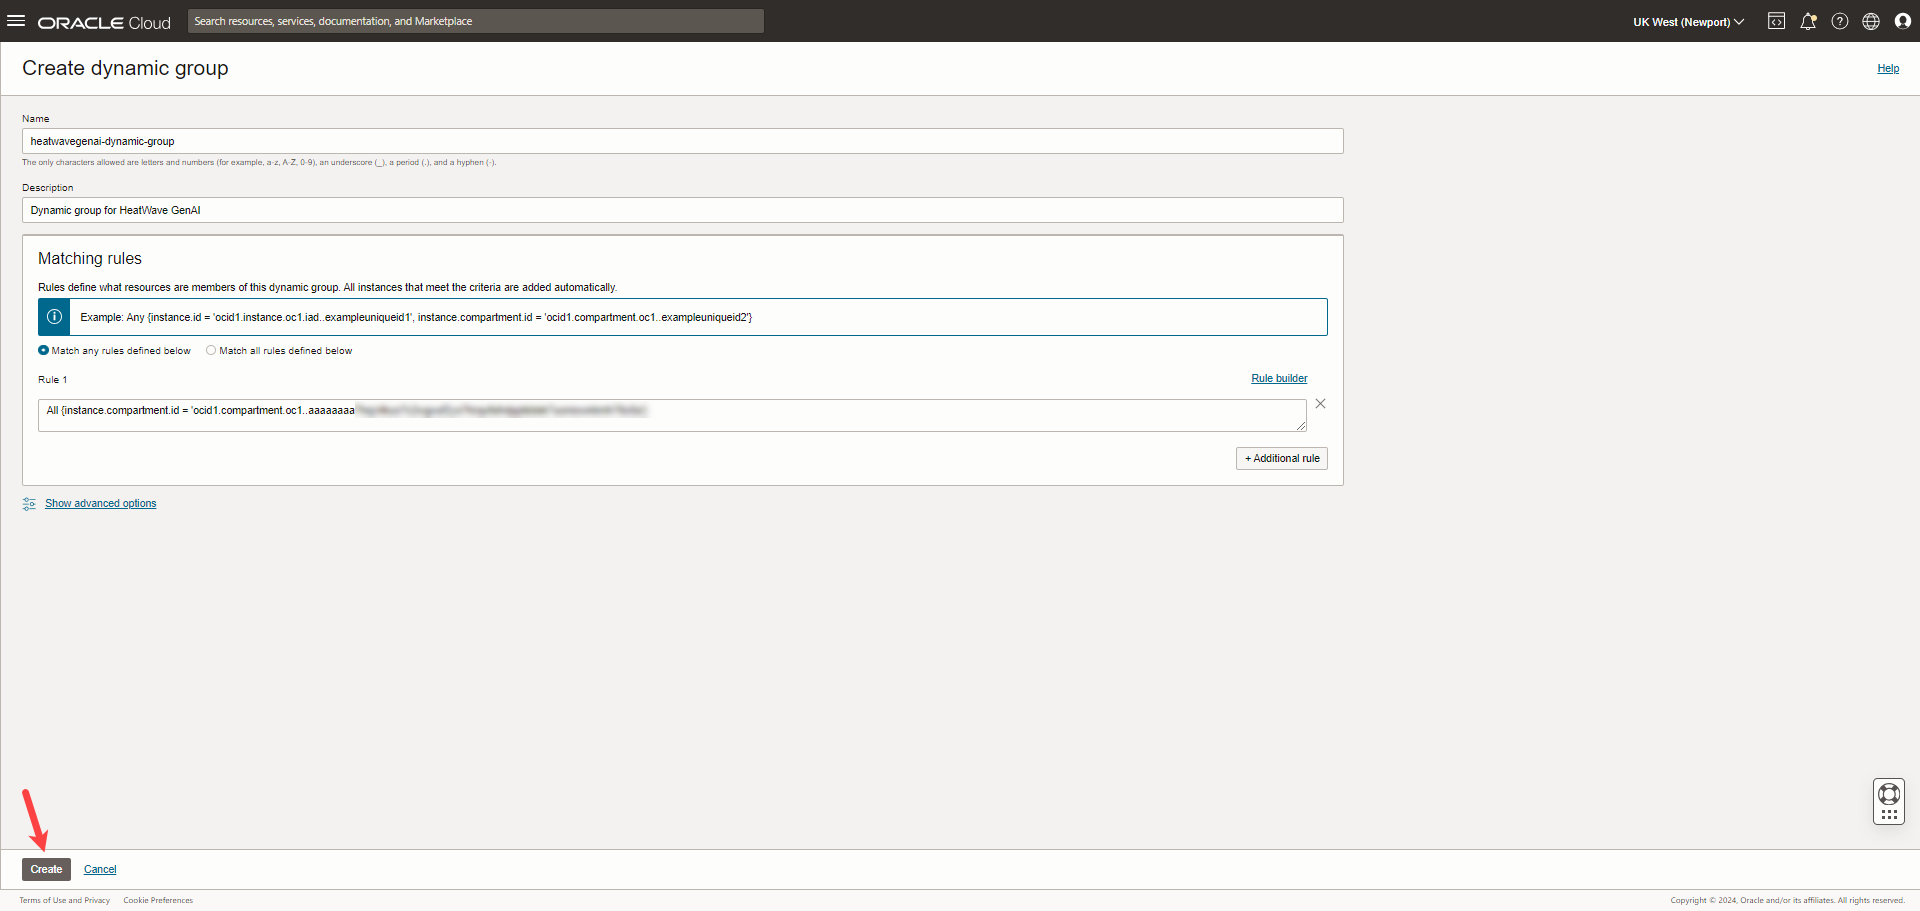 ORACLE Cloud
Search resources, services, documentation, and Marketplace
UK West (Newport)
Create dynamic group
Help
Name
heatwavegenai-dynamic-group
The only characters allowed are letters and numbers (for example, a-z, A-Z, 0-9), an underscore (_), a period (.), and a hyphen (-).
Description
Dynamic group for HeatWave GenAI
Matching rules
Rules define what resources are members of this dynamic group. All instances that meet the criteria are added automatically.
Example: Any {instance.id = 'ocid1.instance.oc1.iad..exampleuniqueid1', instance.compartment.id = 'ocid1.compartment.oc1..exampleuniqueid2'}
Match any rules defined below
Match all rules defined below
Rule 1
Rule builder
All {instance.compartment.id = 'ocid1.compartment.oc1..aaaaaaaa
+ Additional rule
Show advanced options
Create
Cancel
Terms of Use and Privacy
Cookie Preferences
Copyright © 2024, Oracle and/or its affiliates. All rights reserved.